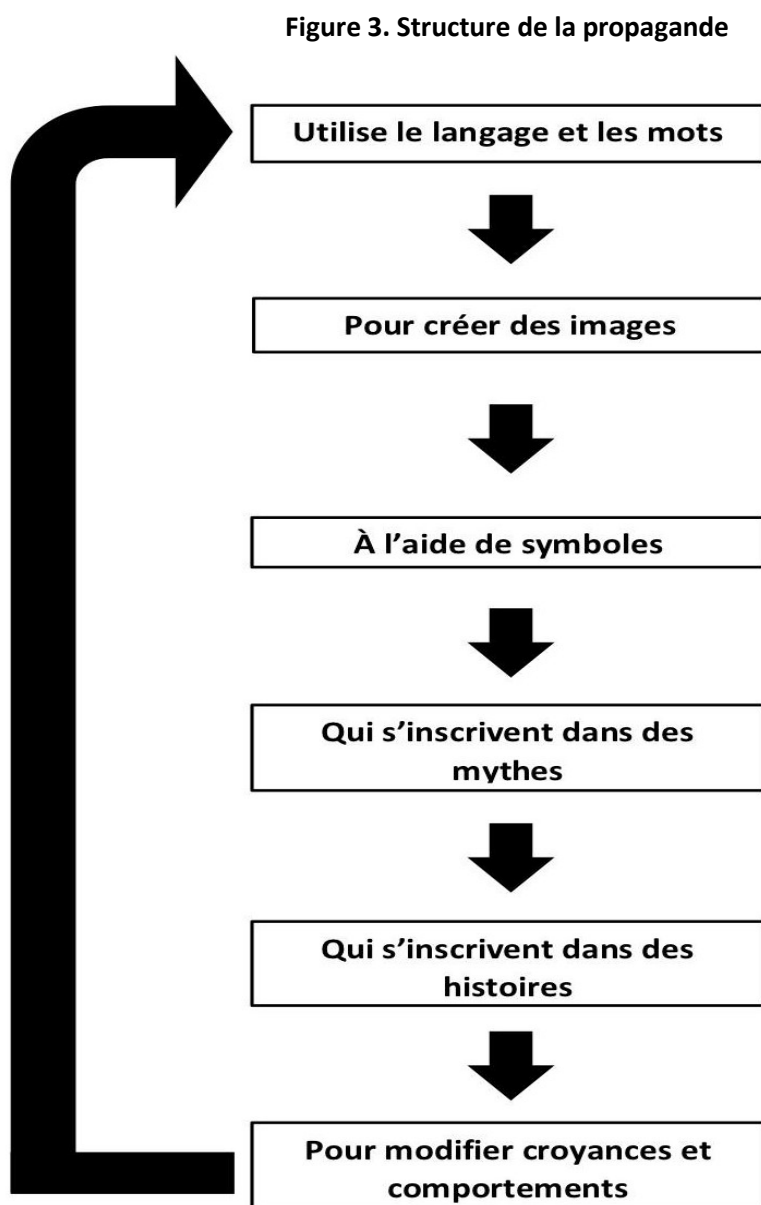 Figure 3. Structure de la propagande
Utilise le langage et les mots
Pour créer des images
À l’aide de symboles
Qui s’inscrivent dans des
mythes
Qui s’inscrivent dans des
histoires
Pour modifier croyances et
comportements